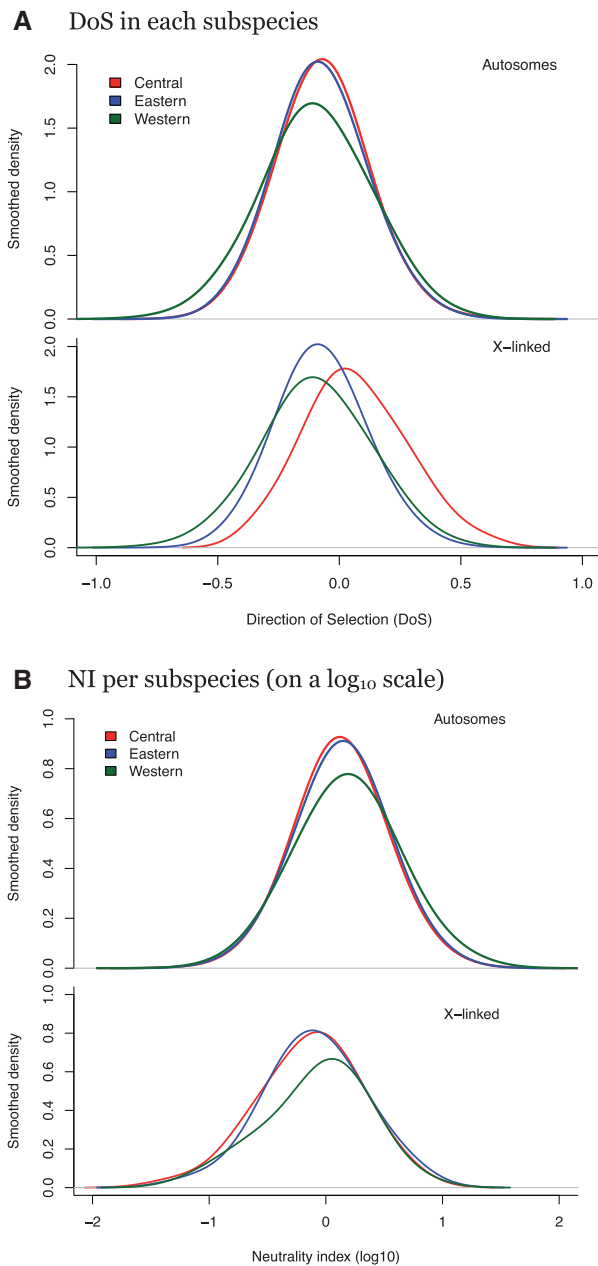 A DoS in each subspecies
Autosomes
Central
Eastern
Western
Smoothed density
0.0 0.5 1.0 1.5 2.0
X−linked
Smoothed density
0.0 0.5 1.0 1.5 2.0
−1.0 −0.5 0.0 0.5 1.0
Direction of Selection (DoS)
B NI per subspecies (on a log10 scale)
Autosomes
Central
Eastern
Western
Smoothed density
0.0 0.2 0.4 0.6 0.8 1.0
X−linked
Smoothed density
0.0 0.2 0.4 0.6 0.8 1.0
−2 −1 0 1 2
Neutrality index (log10)